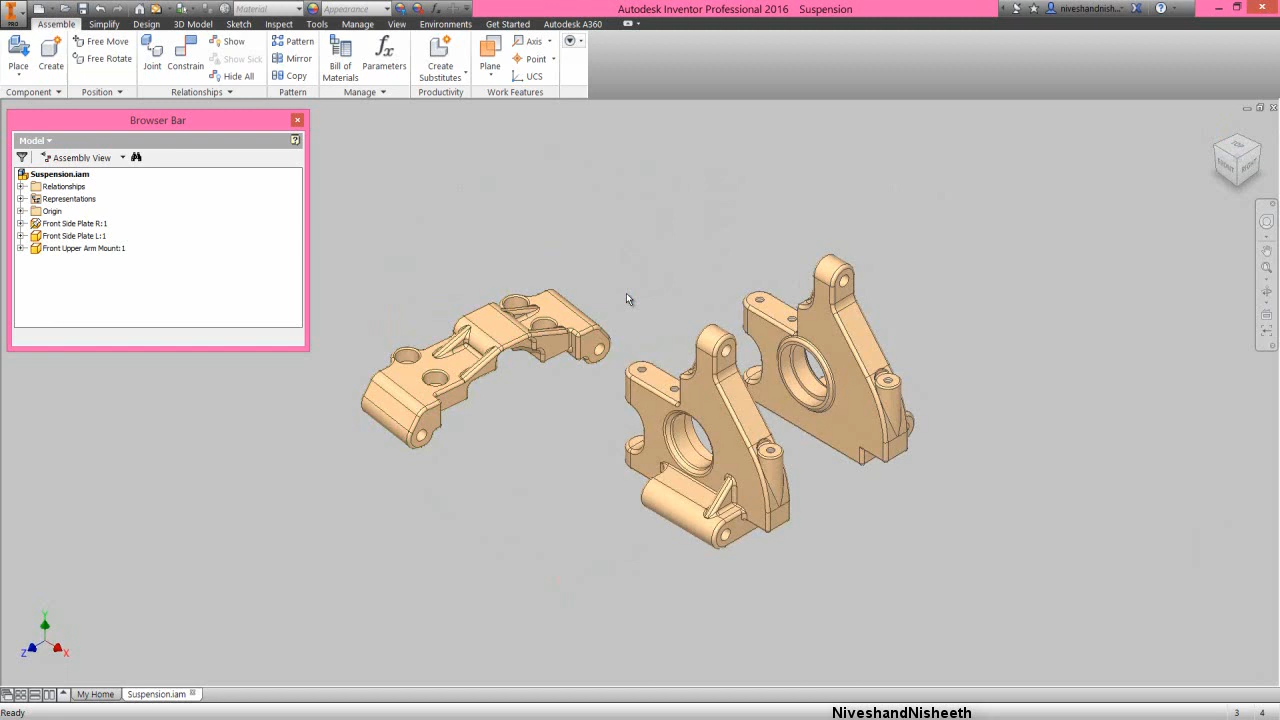 Autodesk Inventor Professional 2016 Suspension
Material
Appearance
niveshandnish...
PRO
Assemble Simplify Design 3D Model Sketch Inspect Tools Manage View Environments Get Started Autodesk A360
Place Create Free Move Free Rotate Joint Constrain Show Show Sick Hide All Pattern Mirror Copy Bill of Materials Parameters Create Substitutes Plane Axis Point UCS
Component Position Relationships Pattern Manage Productivity Work Features
Browser Bar
Model
Assembly View
Suspension.iam
Relationships
Representations
Origin
Front Side Plate R:1
Front Side Plate L:1
Front Upper Arm Mount:1
TOP
FRONT RIGHT
Y
Z X
My Home Suspension.iam
Ready NiveshandNisheeth 3 4